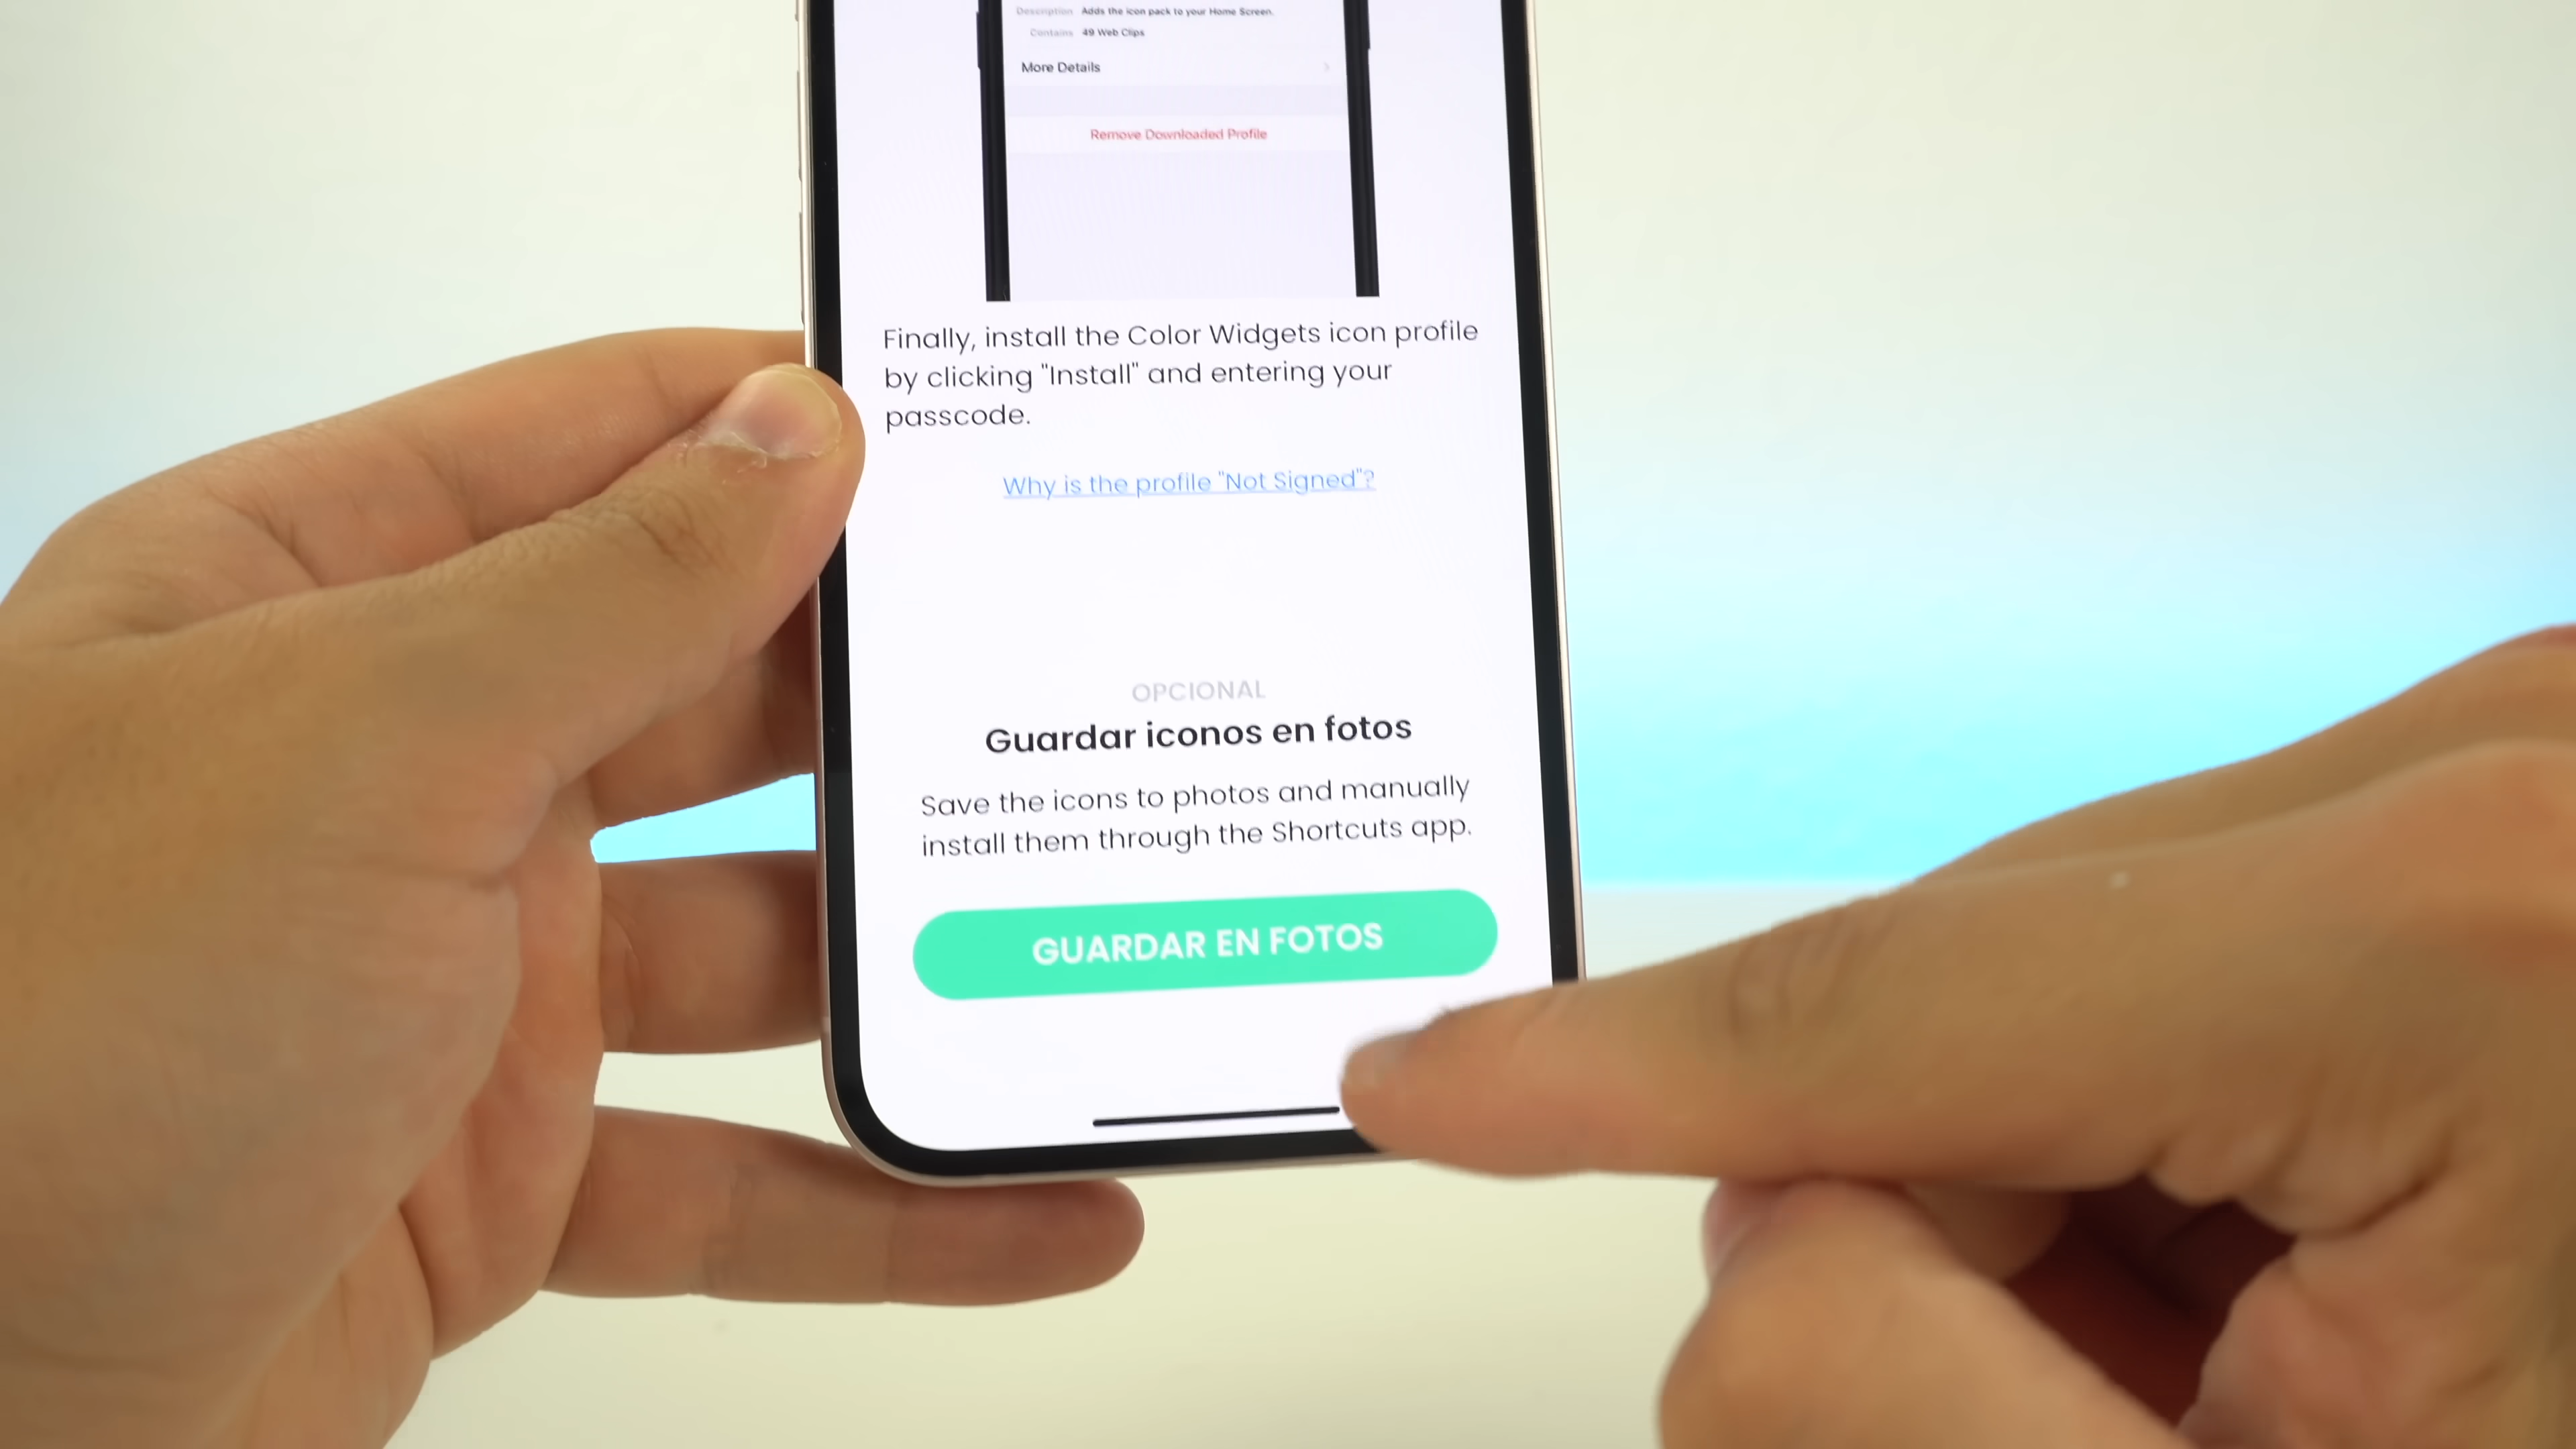 Description Adds the icon pack to your Home Screen.
Contains 49 Web Clips
More Details
Remove Downloaded Profile
Finally, install the Color Widgets icon profile
by clicking "Install" and entering your
passcode.
Why is the profile "Not Signed"?
OPCIONAL
Guardar iconos en fotos
Save the icons to photos and manually
install them through the Shortcuts app.
GUARDAR EN FOTOS